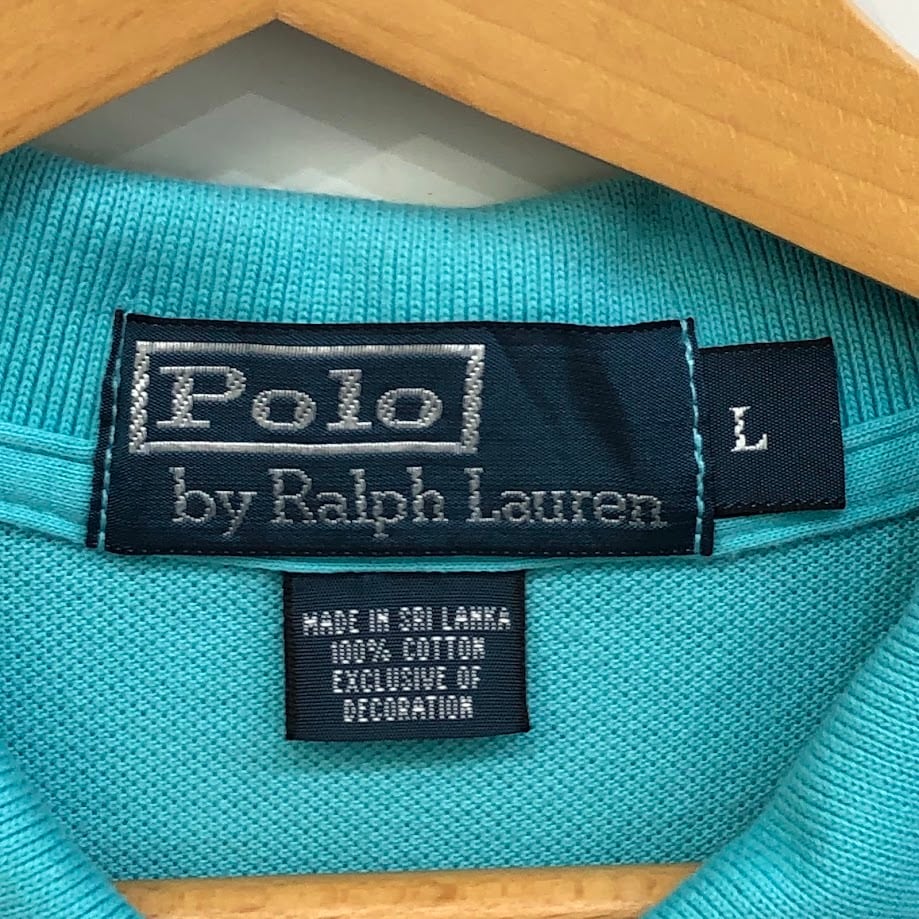 Polo
by Ralph Lauren
L
MADE IN SRI LANKA
100% COTTON
EXCLUSIVE OF
DECORATION